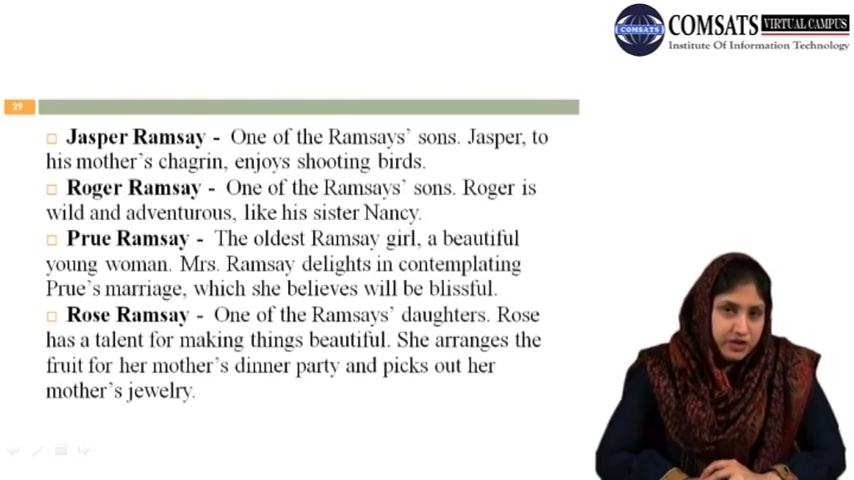 COMSATS
COMSATS VIRTUAL CAMPUS
Institute Of Information Technology
29
Jasper Ramsay - One of the Ramsays' sons. Jasper, to
his mother's chagrin, enjoys shooting birds.
Roger Ramsay - One of the Ramsays' sons. Roger is
wild and adventurous, like his sister Nancy.
Prue Ramsay - The oldest Ramsay girl, a beautiful
young woman. Mrs. Ramsay delights in contemplating
Prue's marriage, which she believes will be blissful.
Rose Ramsay - One of the Ramsays' daughters. Rose
has a talent for making things beautiful. She arranges the
fruit for her mother's dinner party and picks out her
mother's jewelry.